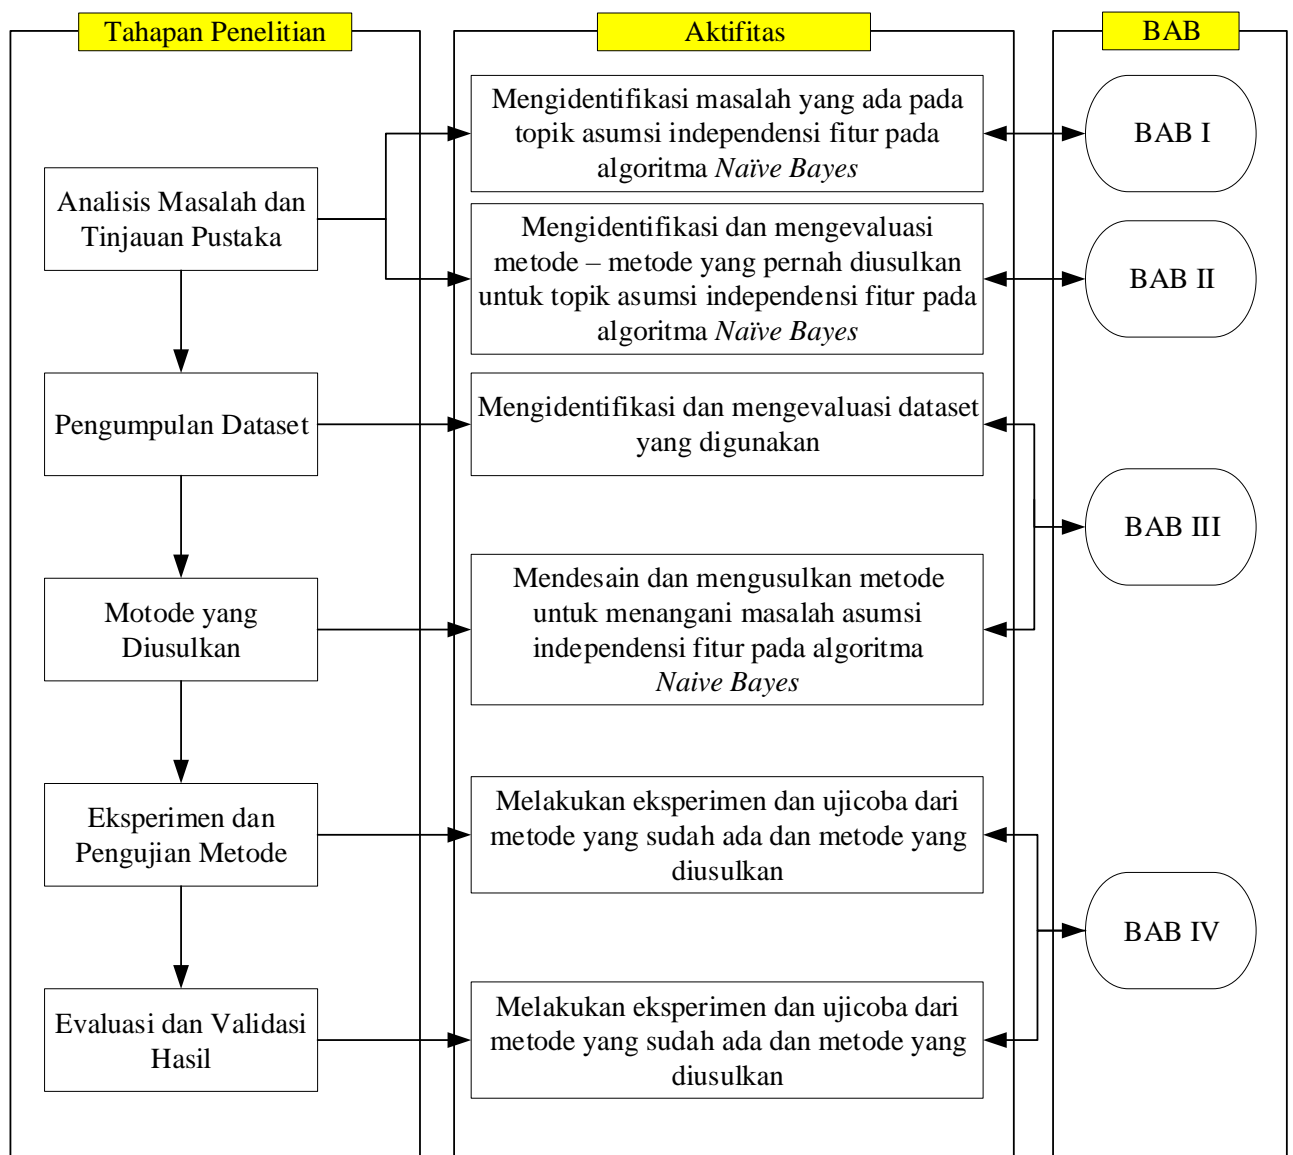 Tahapan Penelitian
Aktifitas
BAB
Mengidentifikasi masalah yang ada pada
topik asumsi independensi fitur pada
algoritma Naïve Bayes
BAB I
Analisis Masalah dan
Tinjauan Pustaka
Mengidentifikasi dan mengevaluasi
metode – metode yang pernah diusulkan
untuk topik asumsi independensi fitur pada
algoritma Naïve Bayes
BAB II
Pengumpulan Dataset
Mengidentifikasi dan mengevaluasi dataset
yang digunakan
BAB III
Motode yang
Diusulkan
Mendesain dan mengusulkan metode
untuk menangani masalah asumsi
independensi fitur pada algoritma
Naive Bayes
Eksperimen dan
Pengujian Metode
Melakukan eksperimen dan ujicoba dari
metode yang sudah ada dan metode yang
diusulkan
BAB IV
Evaluasi dan Validasi
Hasil
Melakukan eksperimen dan ujicoba dari
metode yang sudah ada dan metode yang
diusulkan